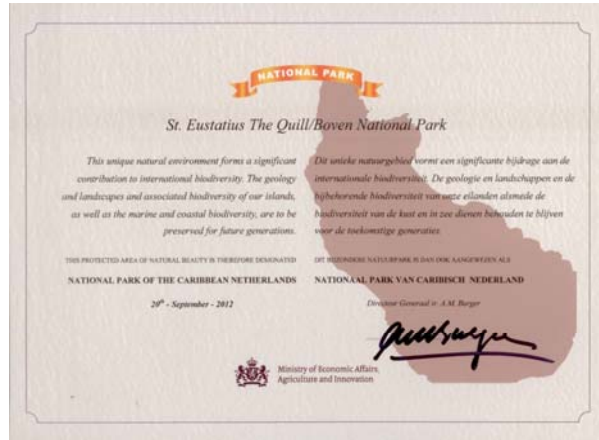 NATIONAL PARK
St. Eustatius The Quill/Boven National Park
This unique natural environment forms a significant
contribution to international biodiversity. The geology
and landscapes and associated biodiversity of our islands,
as well as the marine and coastal biodiversity, are to be
preserved for future generations.
THIS PROTECTED AREA OF NATURAL BEAUTY IS THEREFORE DESIGNATED
NATIONAL PARK OF THE CARIBBEAN NETHERLANDS
20th - September - 2012
Dit unieke natuurgebied vormt een significante bijdrage aan de
internationale biodiversiteit. De geologie en landschappen en de
bijbehorende biodiversiteit van onze eilanden alsmede de
biodiversiteit van de kust en in zee dienen behouden te blijven
voor de toekomstige generaties.
DIT BIJZONDERE NATUURPARK IS DAN OOK AANGEWEZEN ALS
NATIONAAL PARK VAN CARIBISCH NEDERLAND
Directeur Generaal ir. A.M. Burger
Ministry of Economic Affairs,
Agriculture and Innovation